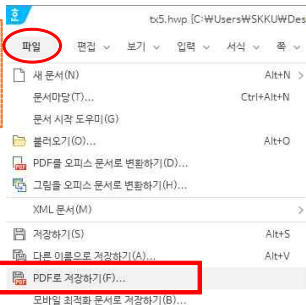 tx5.hwp [C:\Users\SKKU\Des
파일 편집 보기 입력 서식 쪽
새 문서(N) Alt+N
문서마당(T)... Ctrl+Alt+N
문서 시작 도우미(G)
불러오기(O)... Alt+O
PDF를 오피스 문서로 변환하기(D)...
그림을 오피스 문서로 변환하기(H)...
XML 문서(M)
저장하기(S) Alt+S
다른 이름으로 저장하기(A)... Alt+V
PDF로 저장하기(F)...
모바일 최적화 문서로 저장하기(B)...